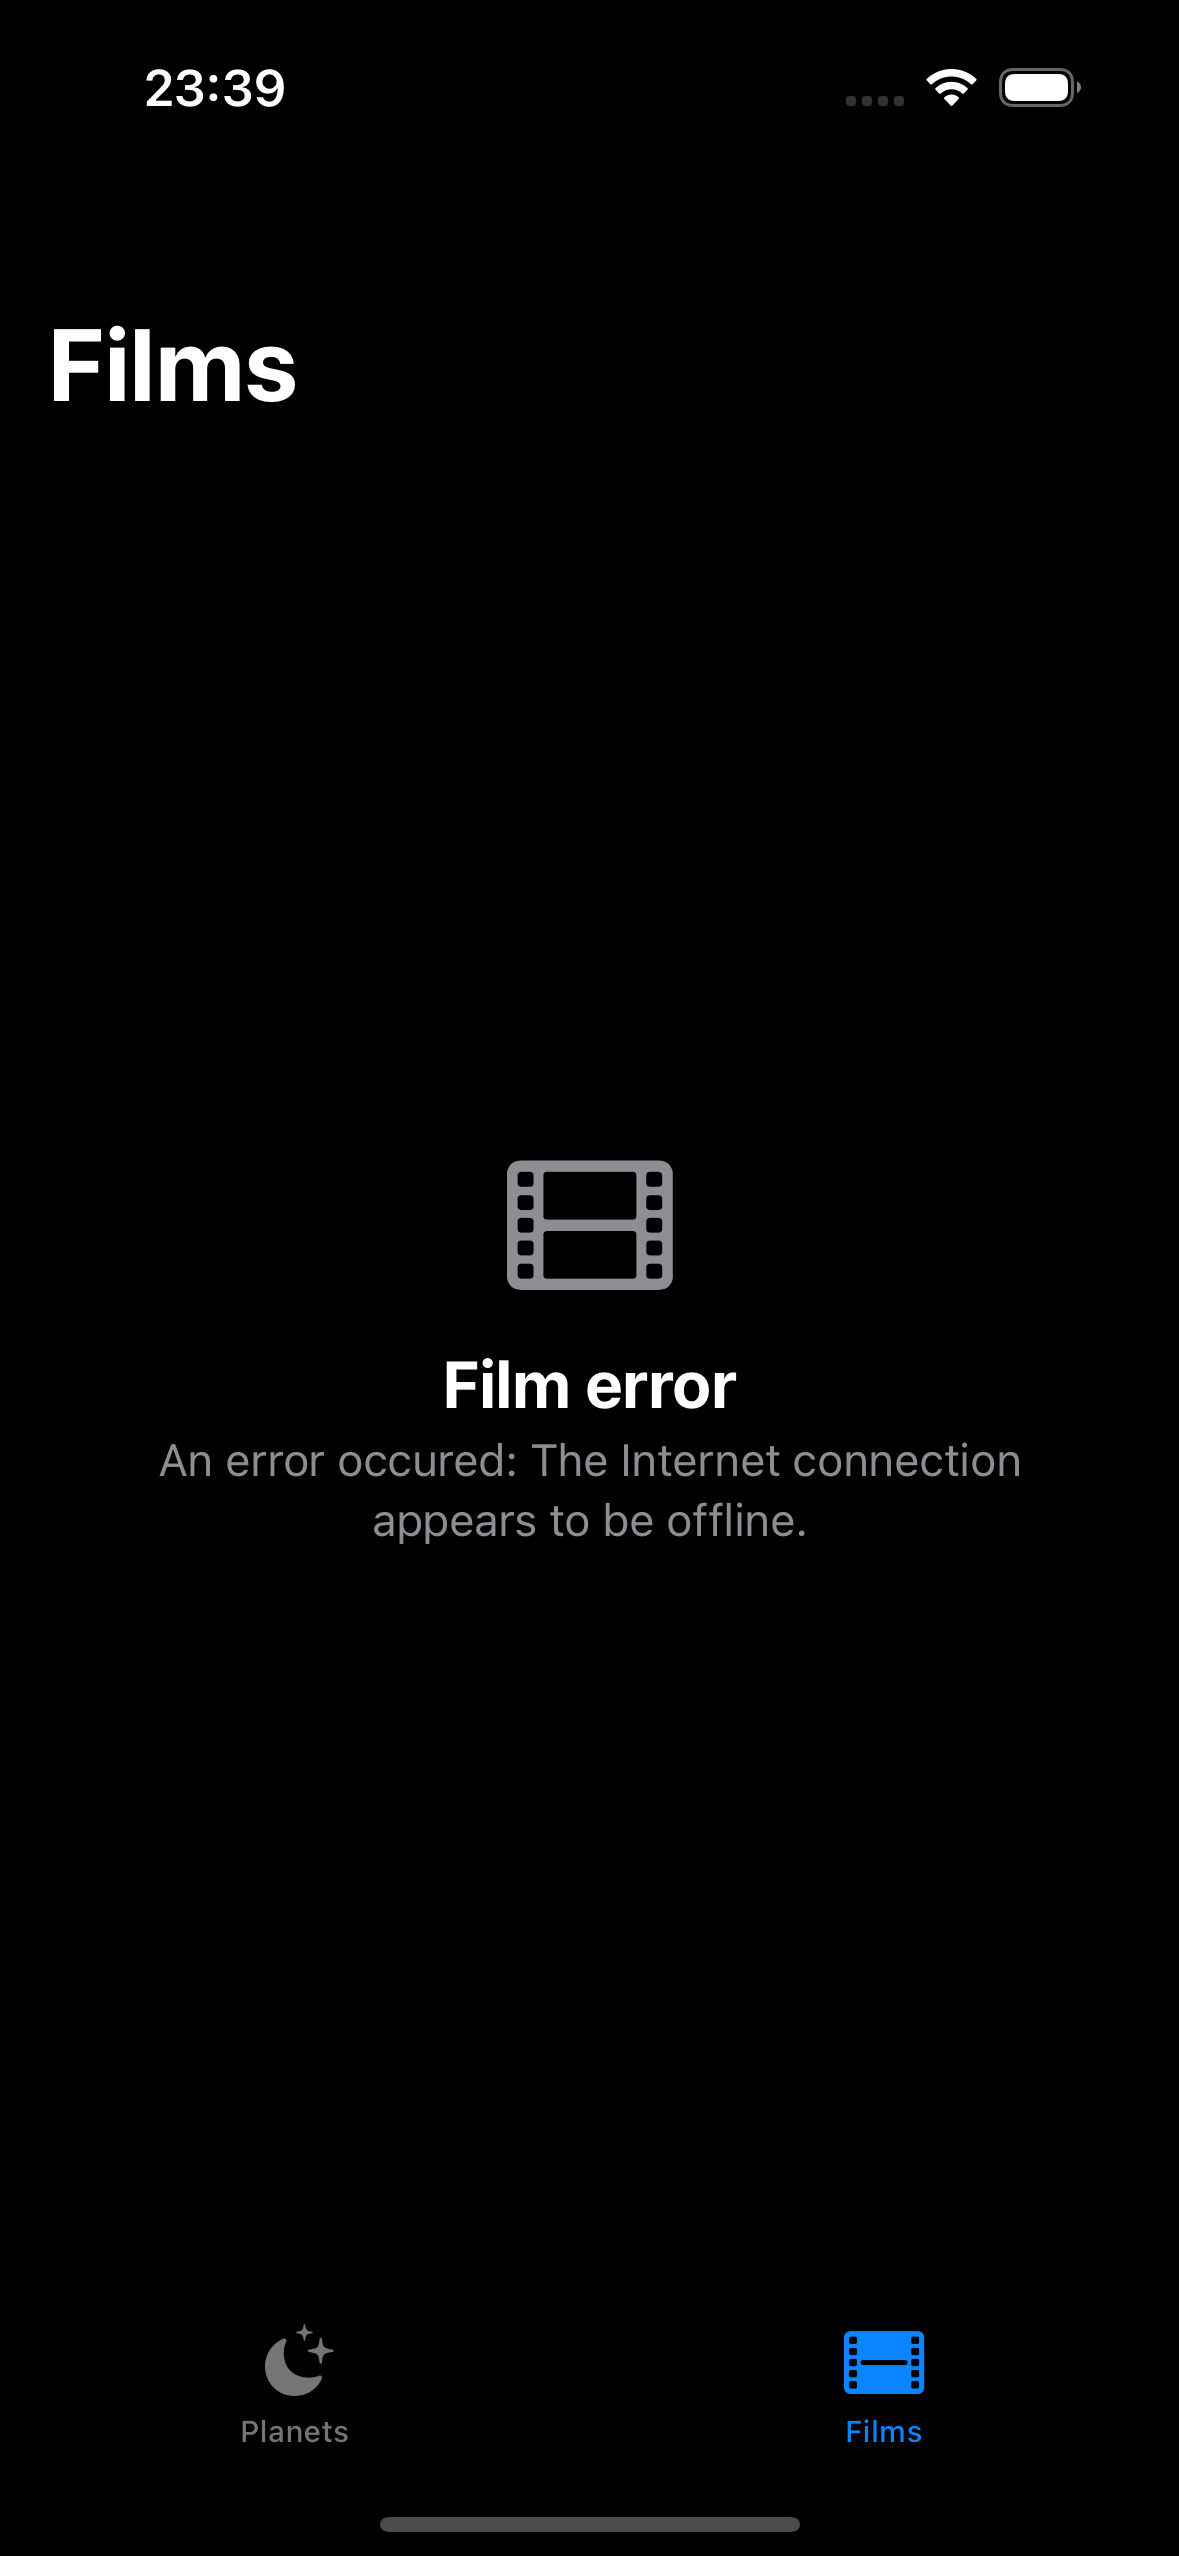 23:39
Films
Film error
An error occured: The Internet connection
appears to be offline.
Planets
Films